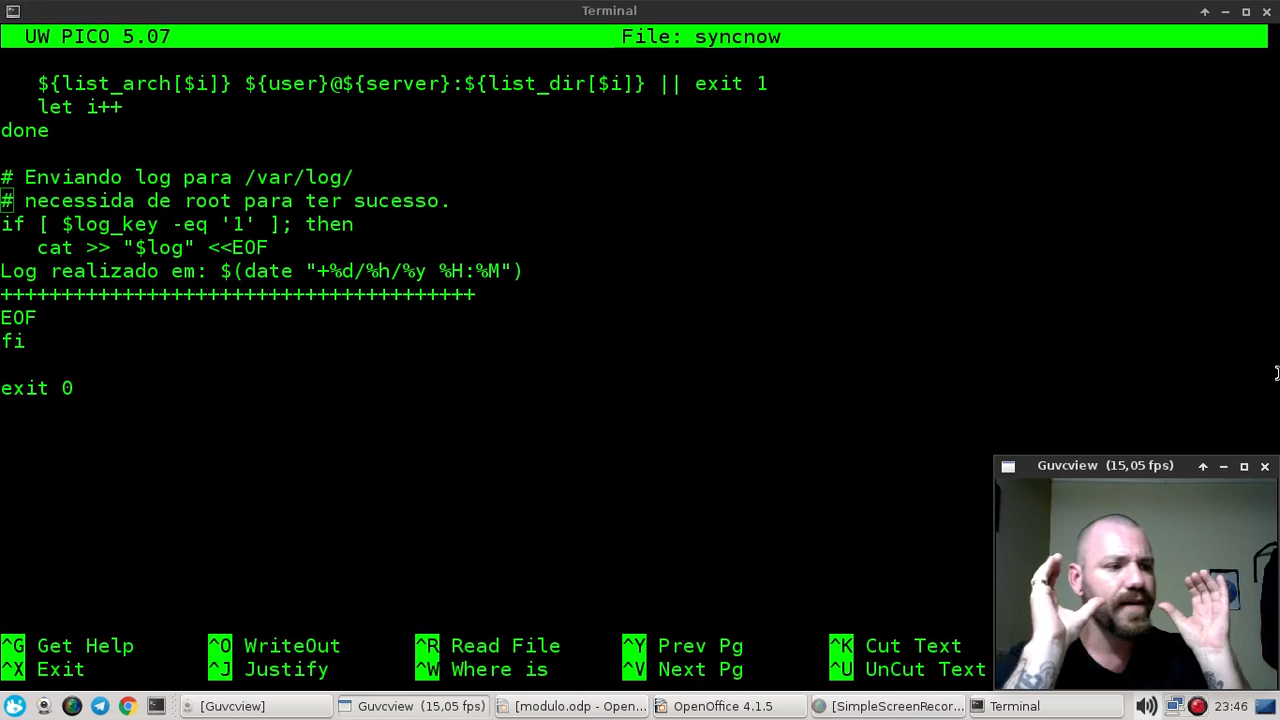 Terminal
UW PICO 5.07 File: syncnow
${list_arch[$i]} ${user}@${server}:${list_dir[$i]} || exit 1
let i++
done
# Enviando log para /var/log/
# necessida de root para ter sucesso.
if [ $log_key -eq '1' ]; then
cat >> "$log" <<EOF
Log realizado em: $(date "+%d/%h/%y %H:%M")
++++++++++++++++++++++++++++++++++++++++
EOF
fi
exit 0
Guvcview (15,05 fps)
^G Get Help ^O WriteOut ^R Read File ^Y Prev Pg ^K Cut Text
^X Exit ^J Justify ^W Where is ^V Next Pg ^U UnCut Text
[Guvcview] Guvcview (15,05 fps) [modulo.odp - Open... OpenOffice 4.1.5 [SimpleScreenRecor... Terminal 23:46